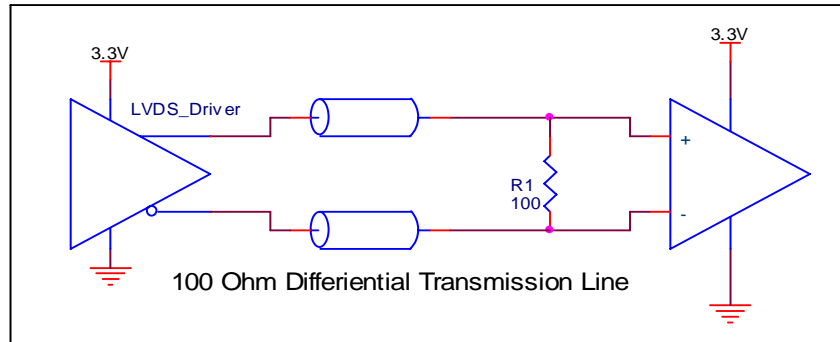 3.3V
3.3V
LVDS_Driver
+
R1
100
-
100 Ohm Differiential Transmission Line